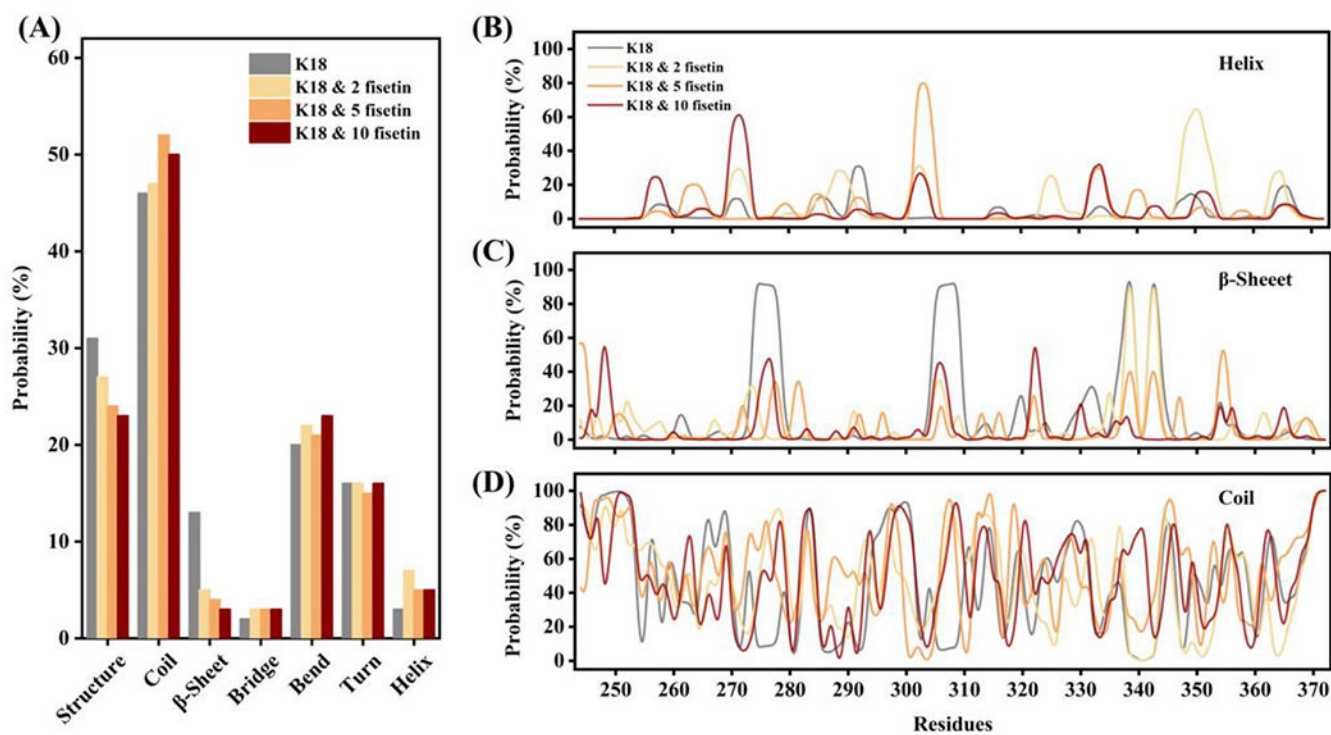 (A)
60
50
40
30
20
10
0
Probability (%)
K18
K18 & 2 fisetin
K18 & 5 fisetin
K18 & 10 fisetin
Structure
Coil
β-Sheet
Bridge
Bend
Turn
Helix
(B)
100
80
60
40
20
0
Probability (%)
K18
K18 & 2 fisetin
K18 & 5 fisetin
K18 & 10 fisetin
Helix
(C)
100
80
60
40
20
0
Probability (%)
β-Sheeet
(D)
100
80
60
40
20
0
Probability (%)
Coil
250 260 270 280 290 300 310 320 330 340 350 360 370
Residues